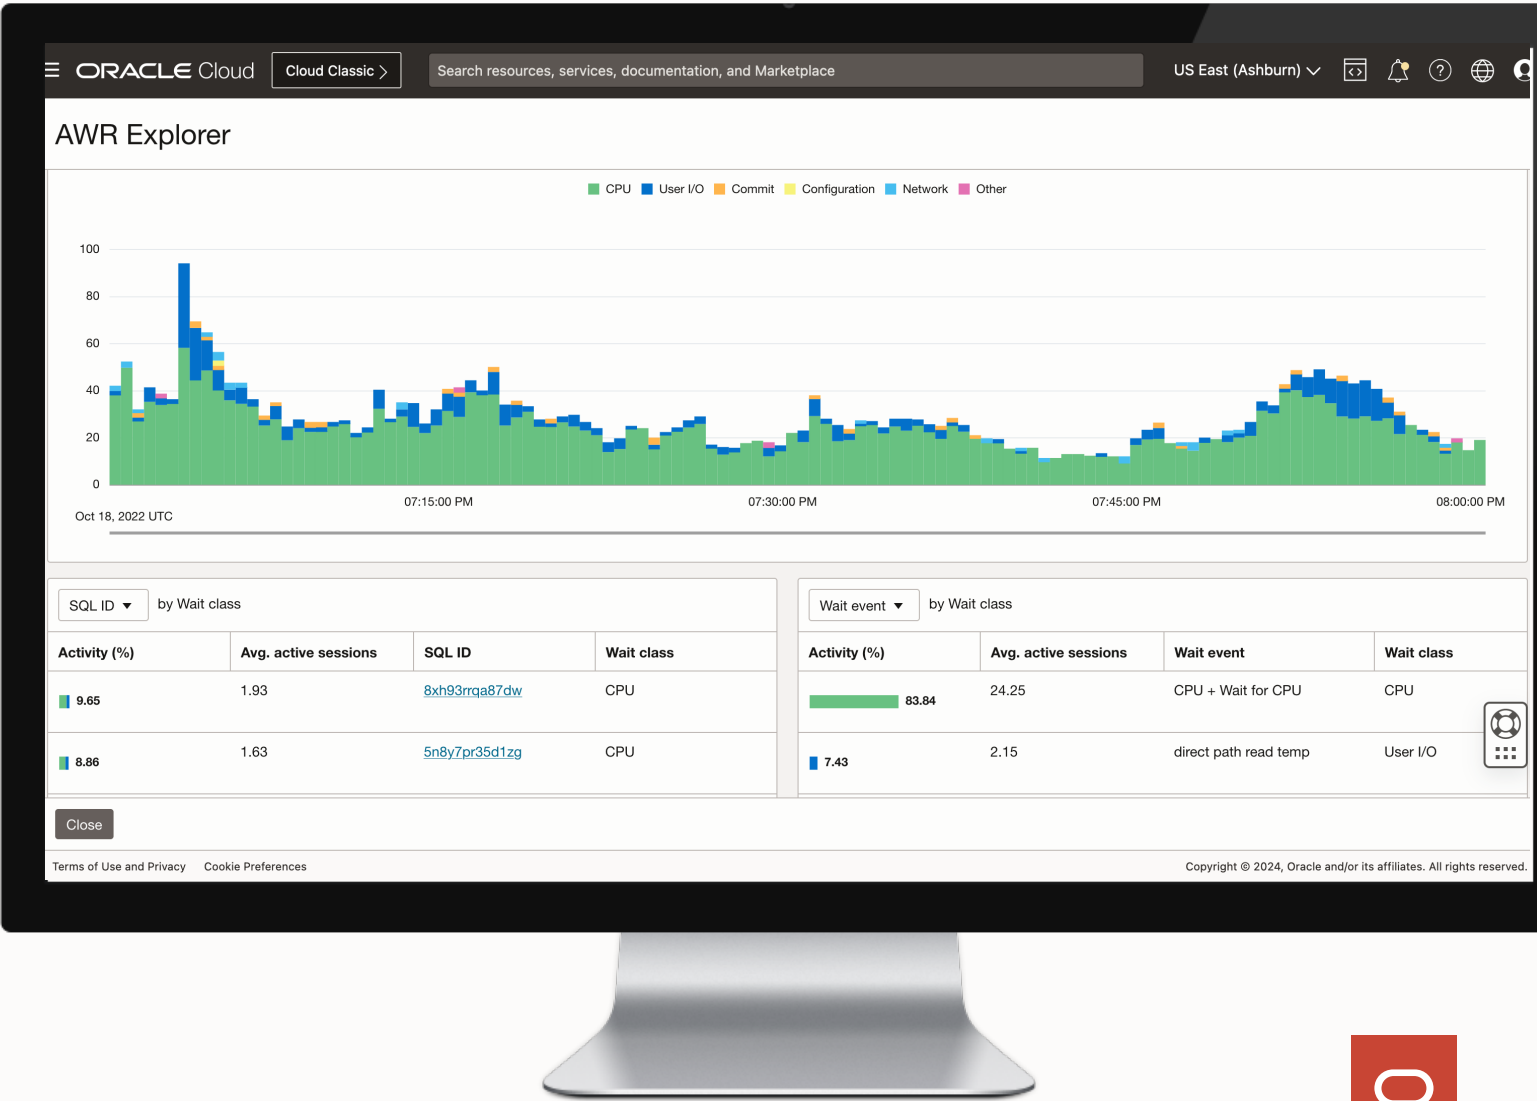 ORACLE Cloud
Cloud Classic >
Search resources, services, documentation, and Marketplace
US East (Ashburn)
AWR Explorer
CPU User I/O Commit Configuration Network Other
100
80
60
40
20
0
07:15:00 PM 07:30:00 PM 07:45:00 PM 08:00:00 PM
Oct 18, 2022 UTC
SQL ID by Wait class
Activity (%) Avg. active sessions SQL ID Wait class
9.65 1.93 8xh93rrqa87dw CPU
8.86 1.63 5n8y7pr35d1zg CPU
Wait event by Wait class
Activity (%) Avg. active sessions Wait event Wait class
83.84 24.25 CPU + Wait for CPU CPU
7.43 2.15 direct path read temp User I/O
Close
Terms of Use and Privacy Cookie Preferences
Copyright © 2024, Oracle and/or its affiliates. All rights reserved.